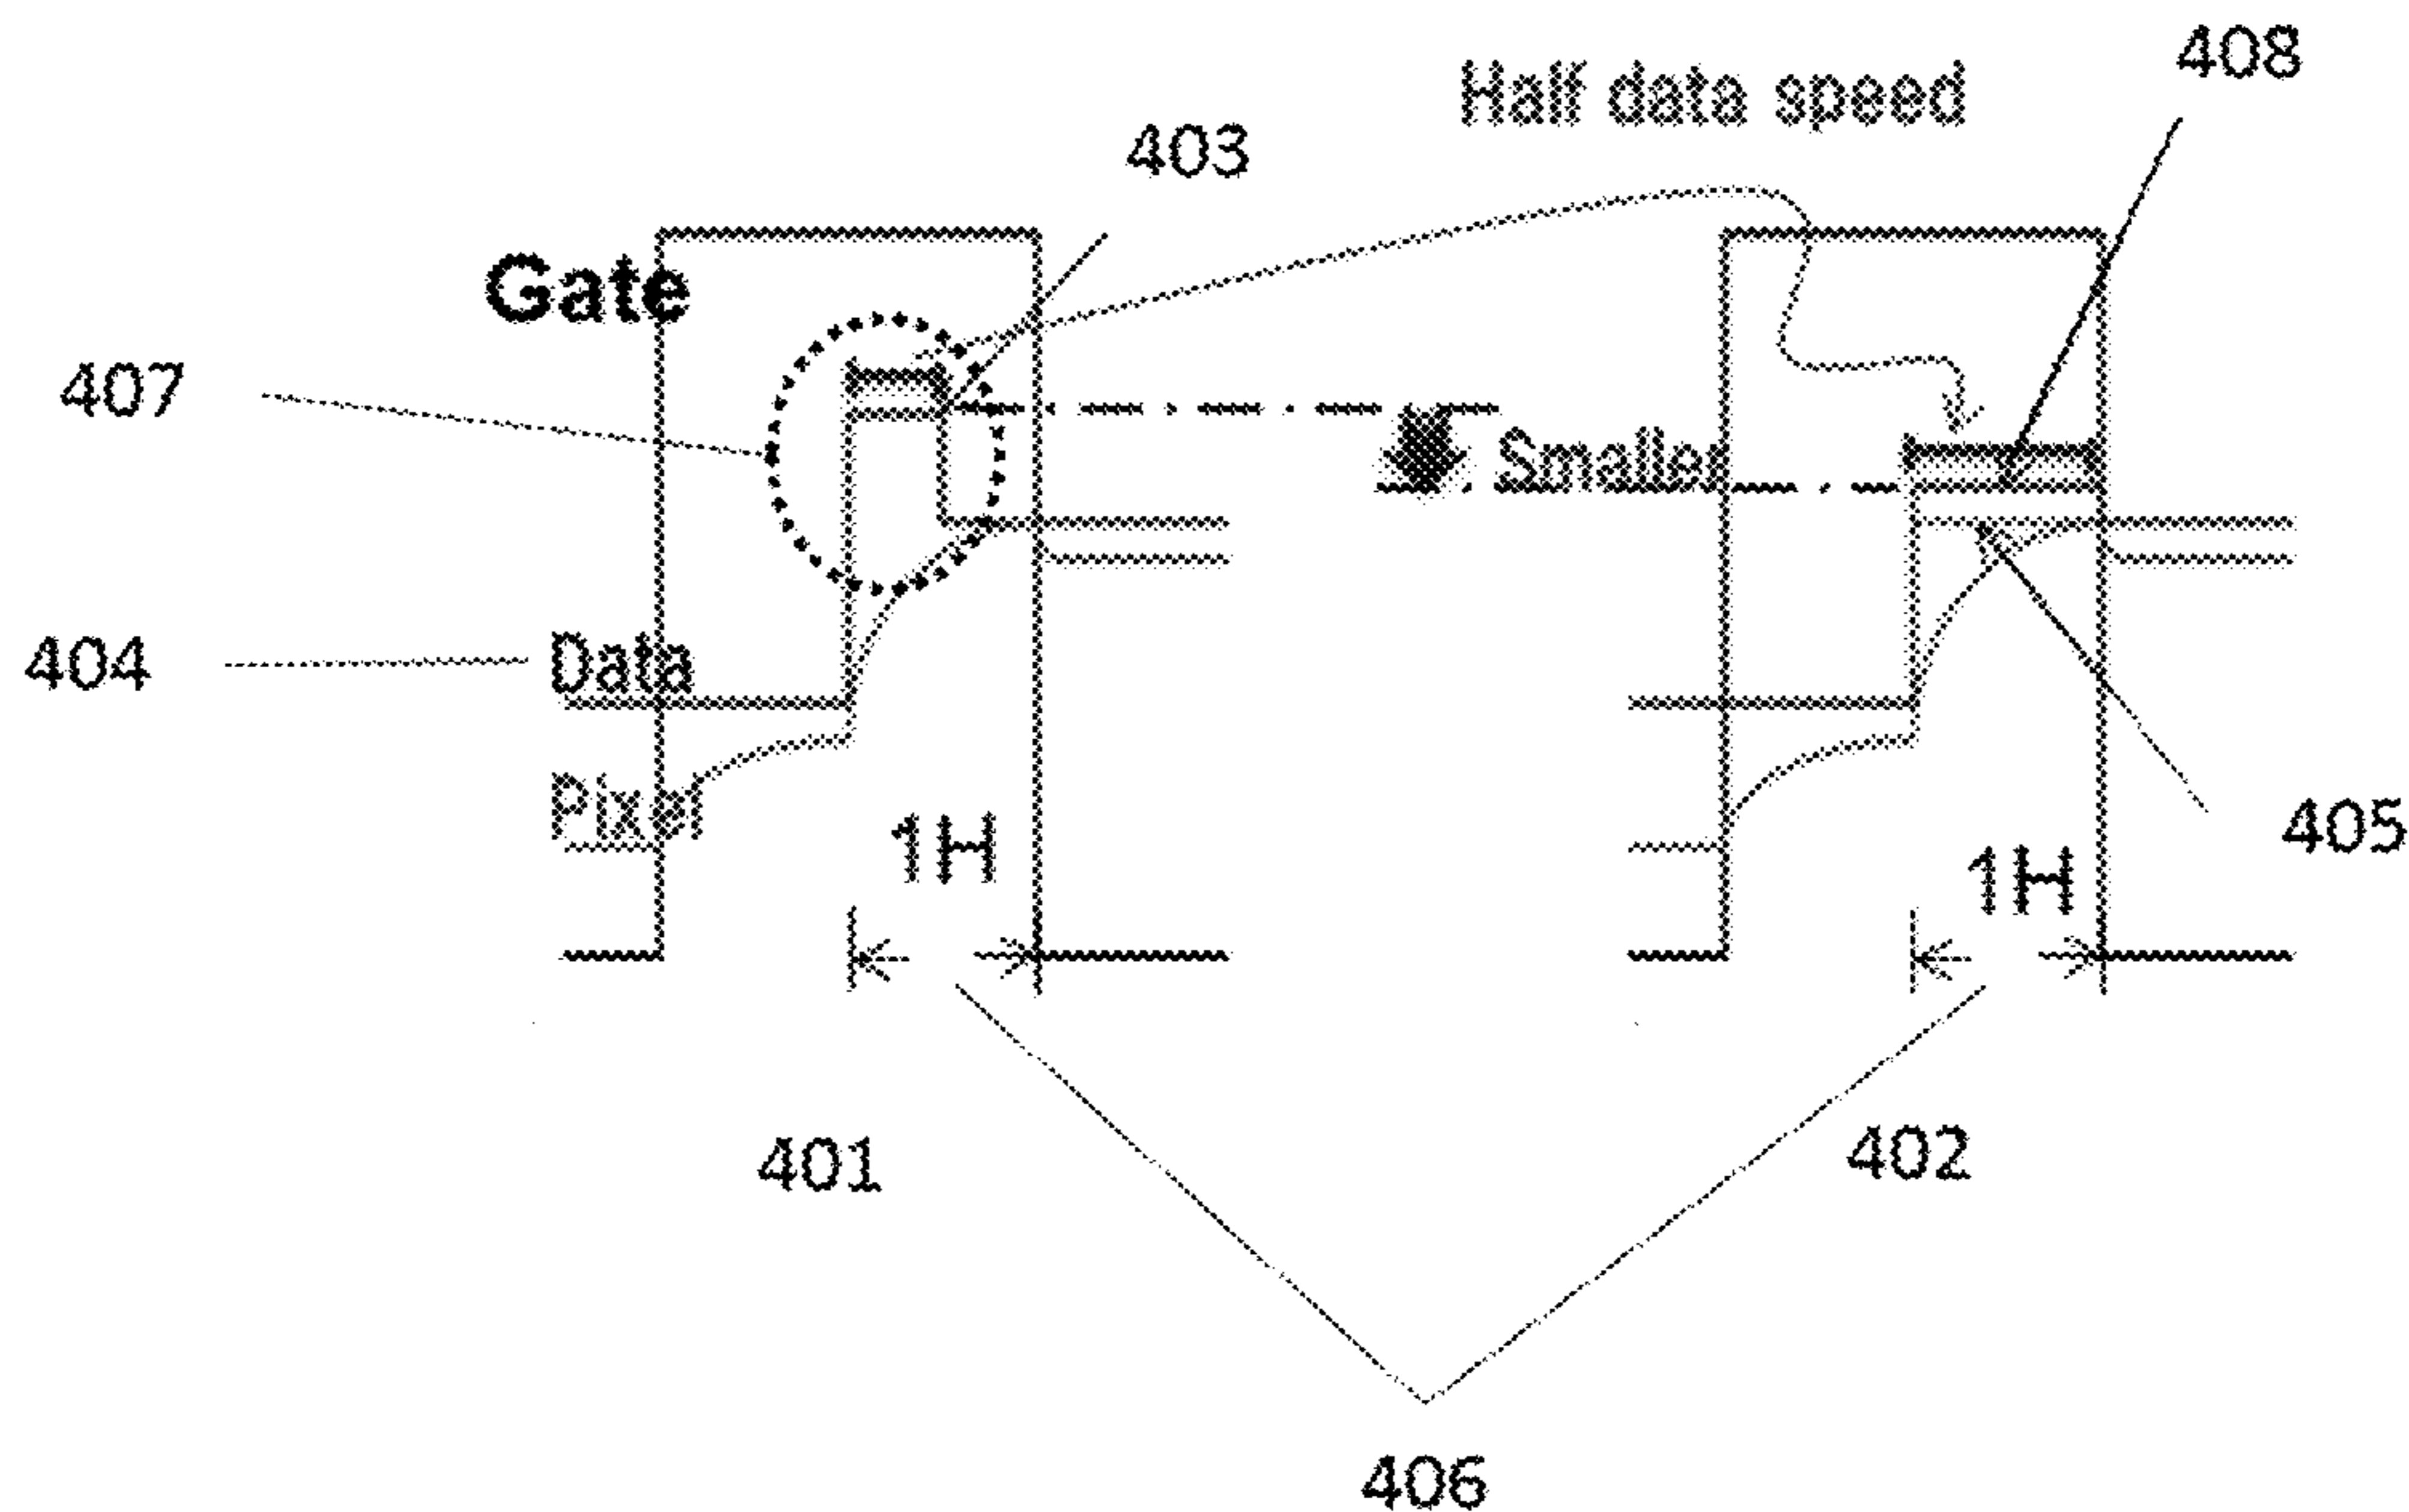 408
Half data speed
403
Gate
407
Smaller
404
Data
Pixel
1H
405
1H
401
402
406